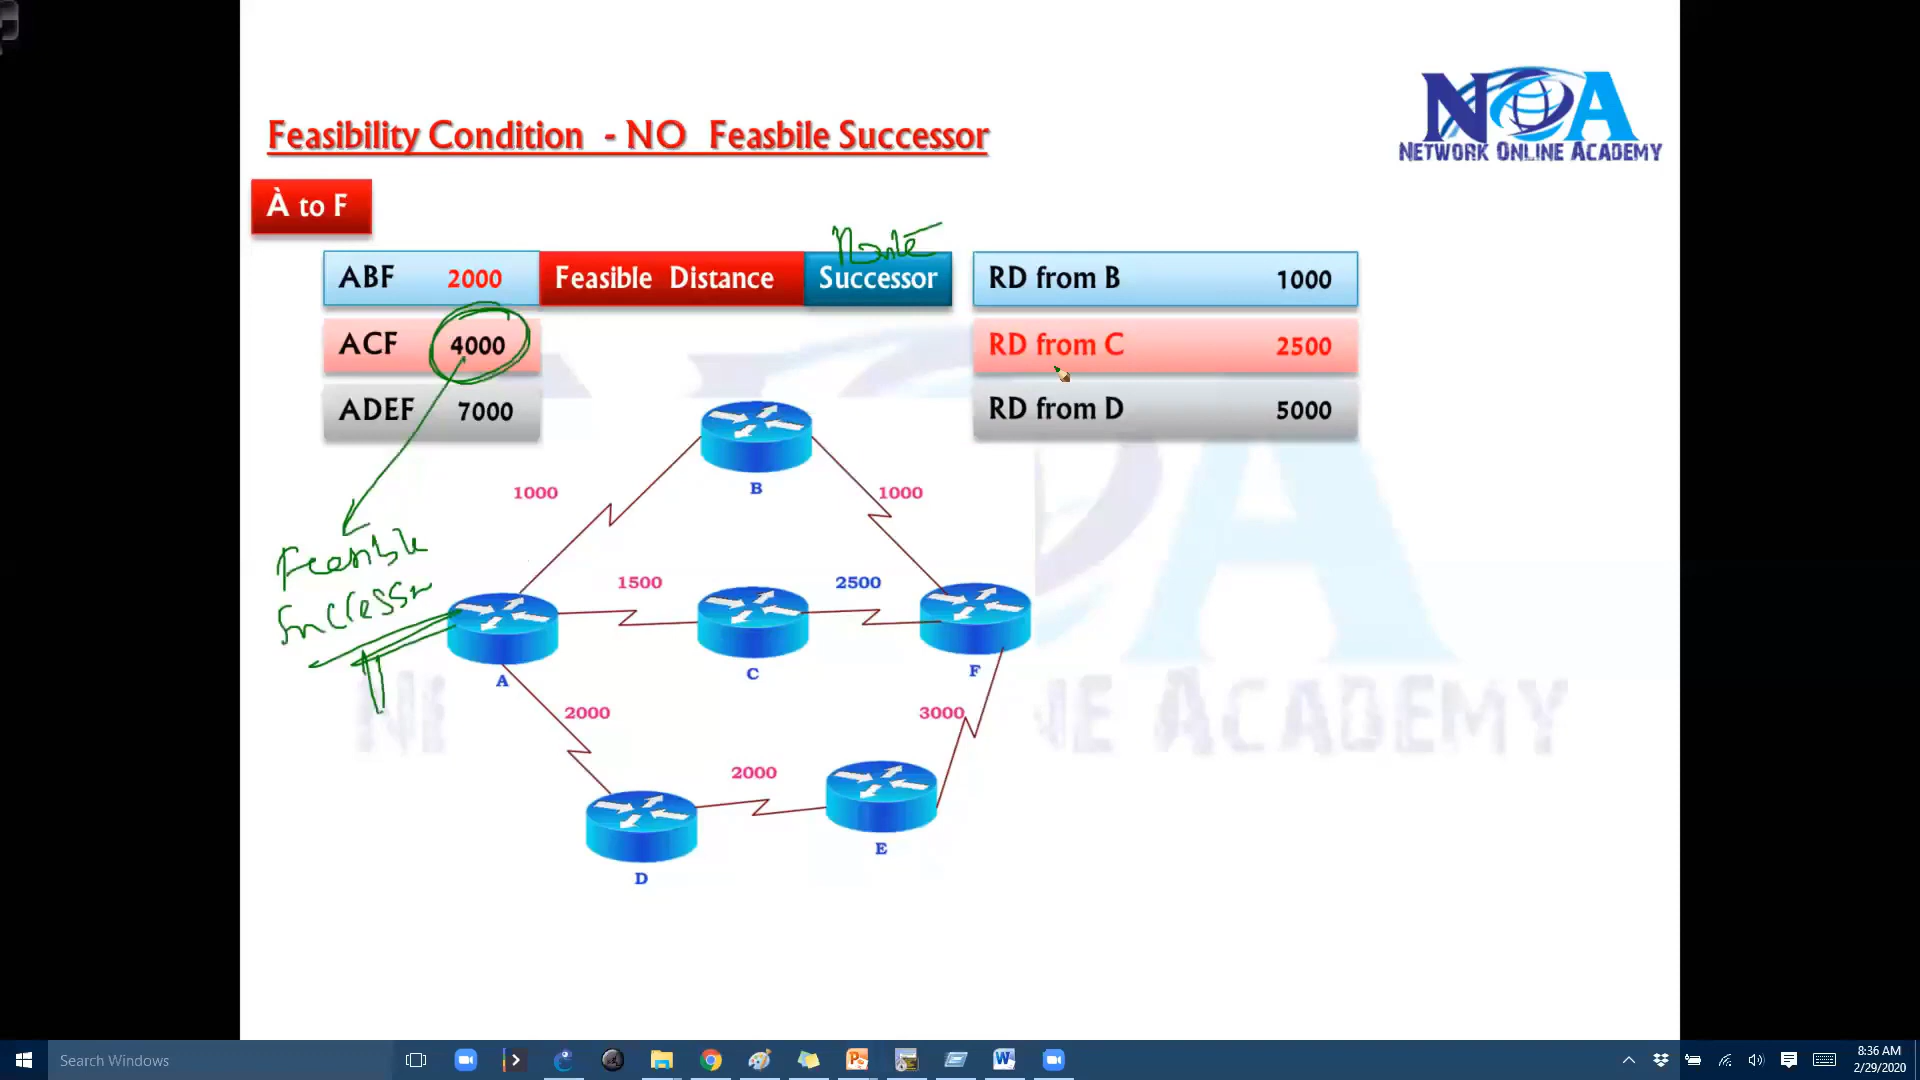 Feasibility Condition - NO Feasbile Successor
NOA
NETWORK ONLINE ACADEMY
À to F
Route
ABF 2000 Feasible Distance Successor RD from B 1000
ACF 4000 RD from C 2500
ADEF 7000 RD from D 5000
B
1000 1000
Feasible
Successor
1500 2500
A C F
2000 3000
2000
D E
Search Windows
8:36 AM
2/29/2020